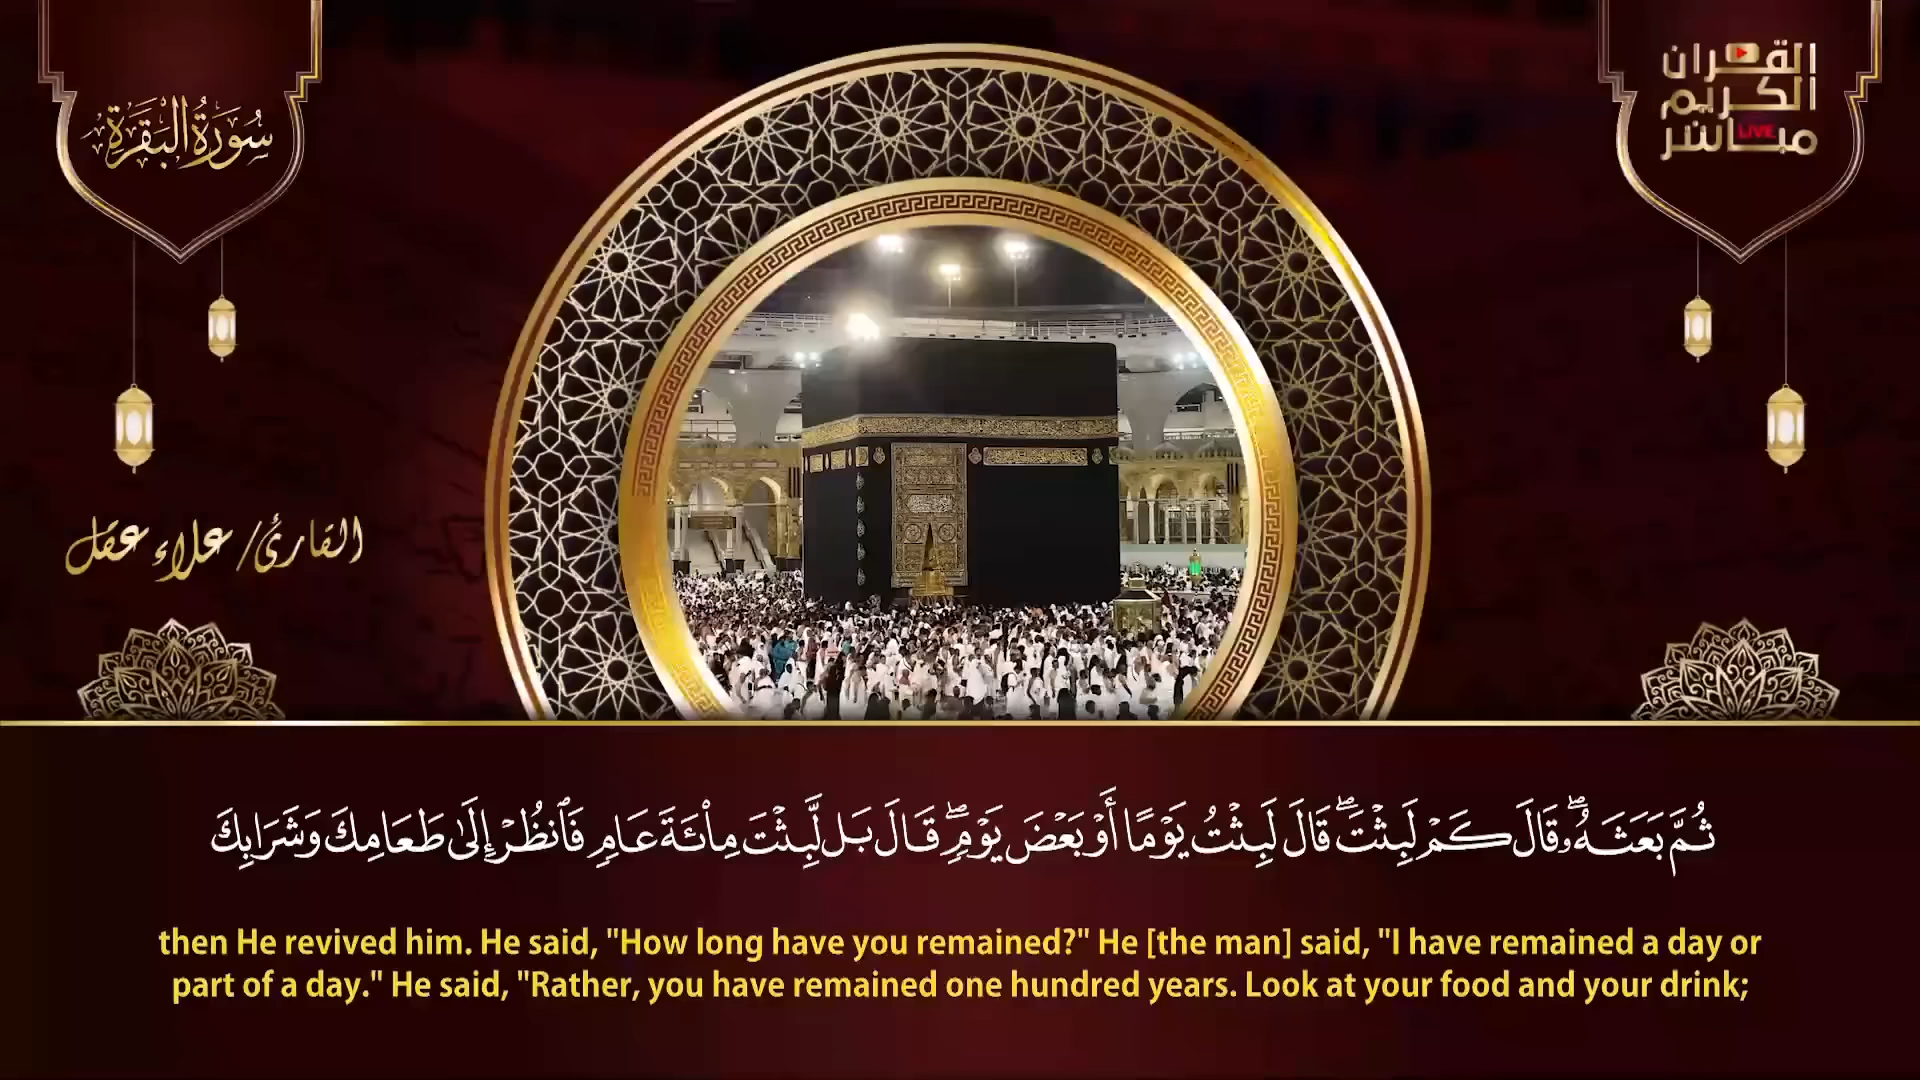 سُورَةُ البَقَرَةِ
القرآن
الكريم
مباشر
LIVE
القارئ/ علاء عقل
ثُمَّ بَعَثَهُۥۖ قَالَ كَمْ لَبِثْتَۖ قَالَ لَبِثْتُ يَوْمًا أَوْ بَعْضَ يَوْمٍۖ قَالَ بَل لَّبِثْتَ مِا۟ئَةَ عَامٍ فَٱنظُرْ إِلَىٰ طَعَامِكَ وَشَرَابِكَ
then He revived him. He said, "How long have you remained?" He [the man] said, "I have remained a day or
part of a day." He said, "Rather, you have remained one hundred years. Look at your food and your drink;